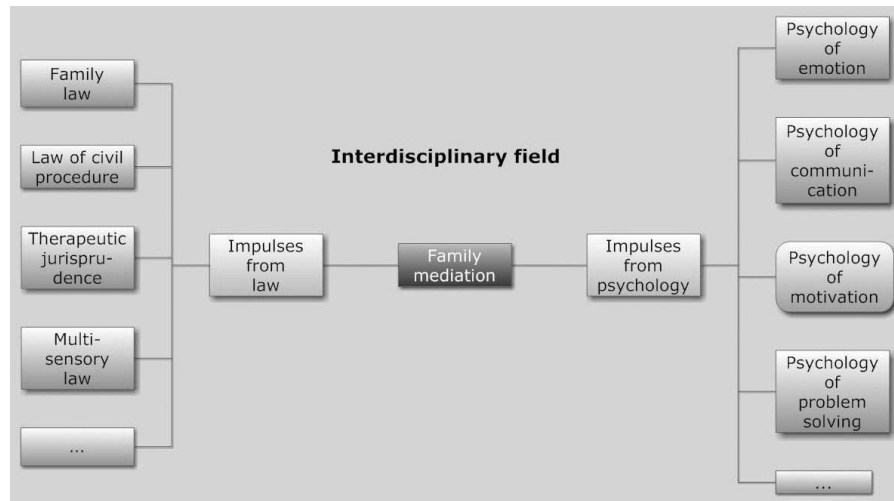 Family
law
Law of civil
procedure
Therapeutic
jurispru-
dence
Multi-
sensory
law
...
Impulses
from
law
Interdisciplinary field
Family
mediation
Impulses
from
psychology
Psychology
of
emotion
Psychology
of
communi-
cation
Psychology
of
motivation
Psychology
of
problem
solving
...